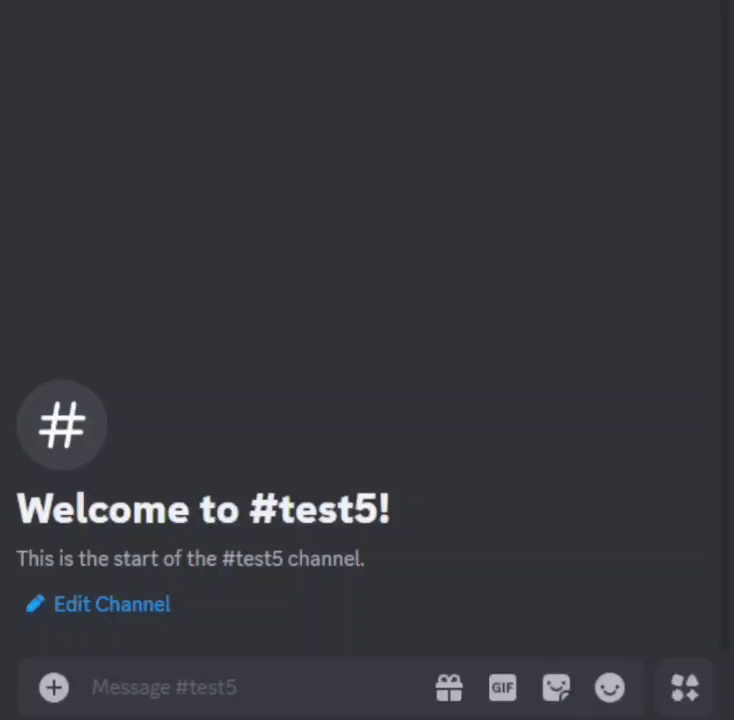 #
Welcome to #test5!
This is the start of the #test5 channel.
Edit Channel
Message #test5
GIF